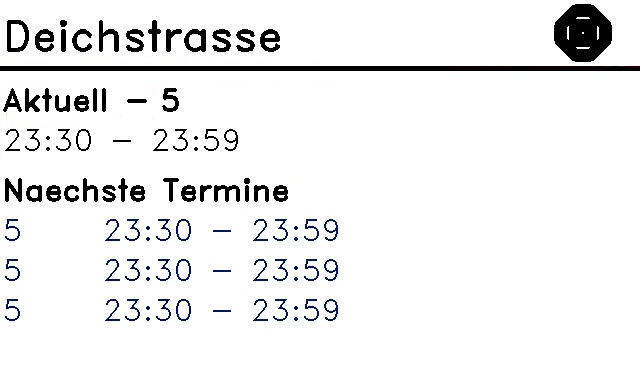 Deichstrasse
Aktuell - 5
23:30 - 23:59
Naechste Termine
5 23:30 - 23:59
5 23:30 - 23:59
5 23:30 - 23:59